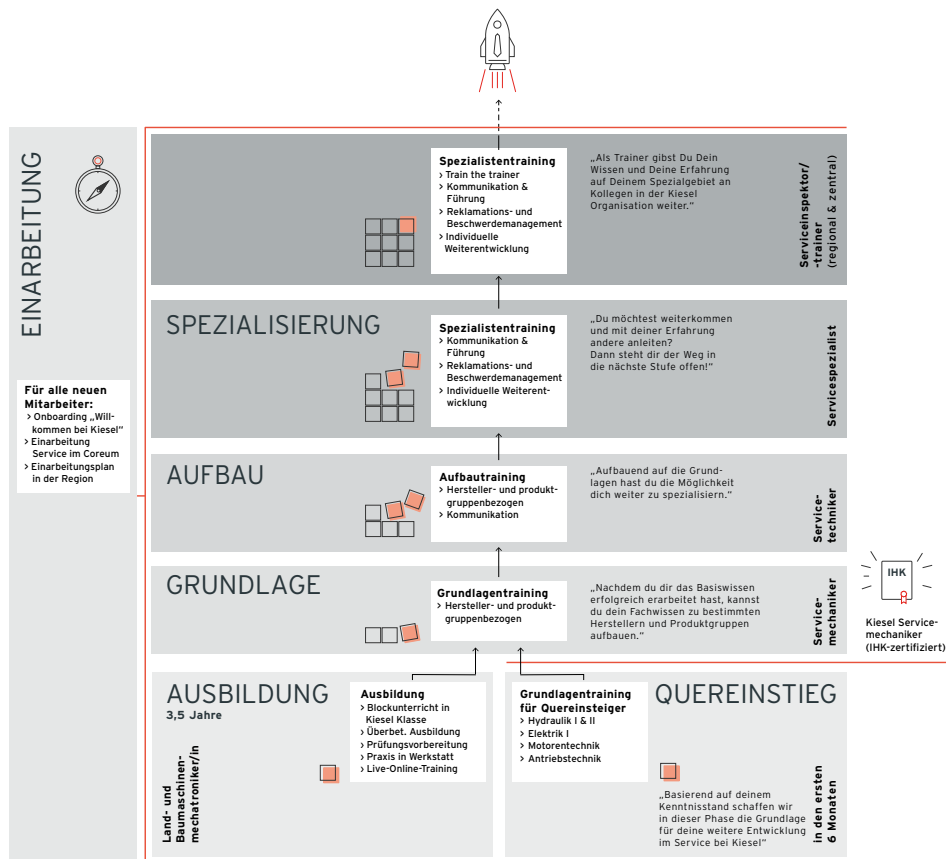 EINARBEITUNG
Für alle neuen
Mitarbeiter:
> Onboarding „Will-
kommen bei Kiesel“
> Einarbeitung
Service im Coreum
> Einarbeitungsplan
in der Region
Spezialistentraining
> Train the trainer
> Kommunikation &
Führung
> Reklamations- und
Beschwerdemanagement
> Individuelle
Weiterentwicklung
„Als Trainer gibst Du Dein
Wissen und Deine Erfahrung
auf Deinem Spezialgebiet an
Kollegen in der Kiesel
Organisation weiter.“
Serviceinspektor/
-trainer
(regional & zentral)
SPEZIALISIERUNG
Spezialistentraining
> Kommunikation &
Führung
> Reklamations- und
Beschwerdemanagement
> Individuelle Weiterent-
wicklung
„Du möchtest weiterkommen
und mit deiner Erfahrung
andere anleiten?
Dann steht dir der Weg in
die nächste Stufe offen!“
Servicespezialist
AUFBAU
Aufbautraining
> Hersteller- und produkt-
gruppenbezogen
> Kommunikation
„Aufbauend auf die Grund-
lagen hast du die Möglichkeit
dich weiter zu spezialisiern.“
Service-
techniker
GRUNDLAGE
Grundlagentraining
> Hersteller- und produkt-
gruppenbezogen
„Nachdem du dir das Basiswissen
erfolgreich erarbeitet hast, kannst
du dein Fachwissen zu bestimmten
Herstellern und Produktgruppen
aufbauen.“
Service-
mechaniker
IHK
Kiesel Service-
mechaniker
(IHK-zertifiziert)
AUSBILDUNG
3,5 Jahre
Land- und
Baumaschinen-
mechatroniker/in
Ausbildung
> Blockunterricht in
Kiesel Klasse
> Überbet. Ausbildung
> Prüfungsvorbereitung
> Praxis in Werkstatt
> Live-Online-Training
Grundlagentraining
für Quereinsteiger
> Hydraulik I & II
> Elektrik I
> Motorentechnik
> Antriebstechnik
QUEREINSTIEG
„Basierend auf deinem
Kenntnisstand schaffen wir
in dieser Phase die Grundlage
für deine weitere Entwicklung
im Service bei Kiesel“
in den ersten
6 Monaten